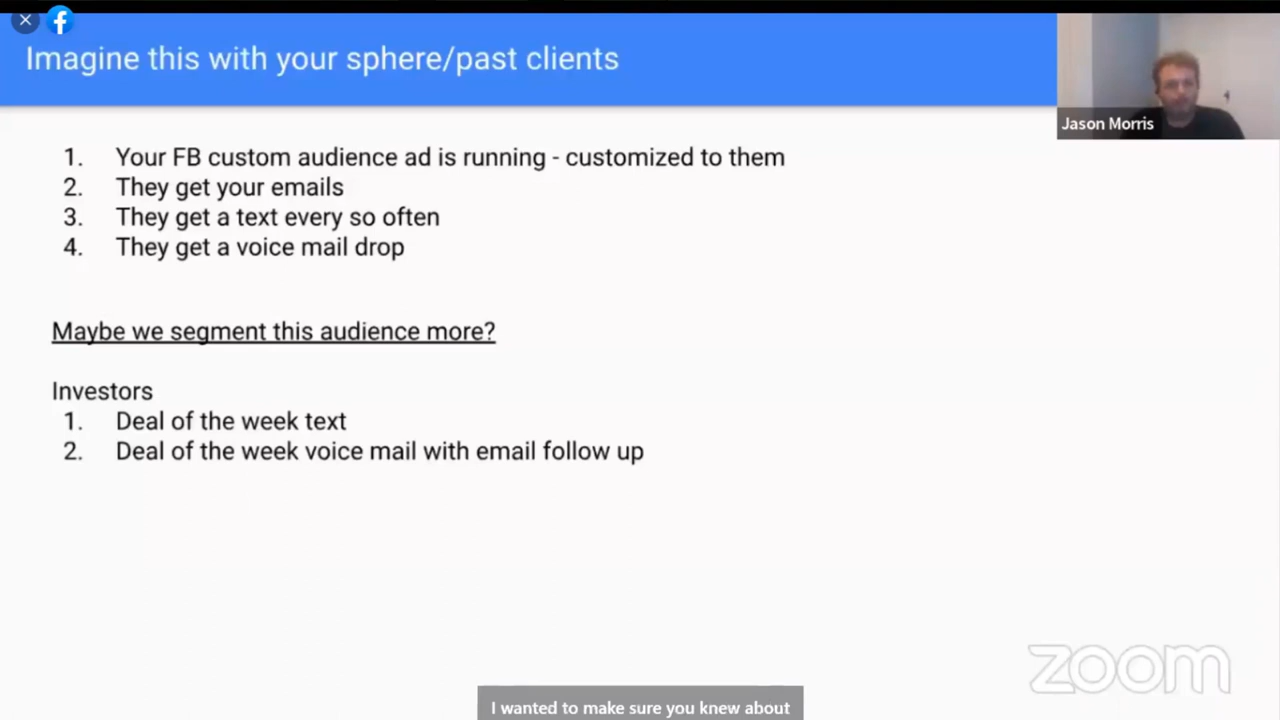 Imagine this with your sphere/past clients
Jason Morris
1. Your FB custom audience ad is running - customized to them
2. They get your emails
3. They get a text every so often
4. They get a voice mail drop
Maybe we segment this audience more?
Investors
1. Deal of the week text
2. Deal of the week voice mail with email follow up
zoom
I wanted to make sure you knew about